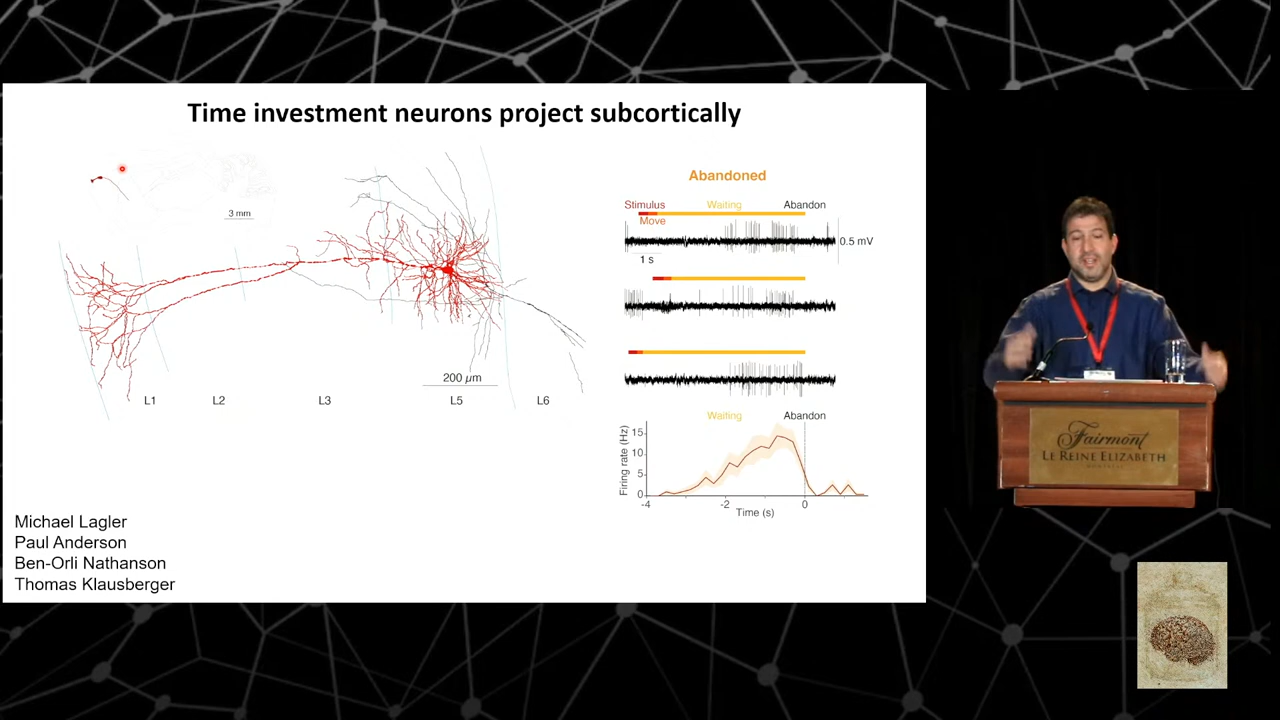 Time investment neurons project subcortically
3 mm
200 µm
L1 L2 L3 L5 L6
Abandoned
Stimulus Waiting Abandon
Move
0.5 mV
1 s
Waiting Abandon
Firing rate (Hz)
15
10
5
0
-4 -2 0
Time (s)
Michael Lagler
Paul Anderson
Ben-Orli Nathanson
Thomas Klausberger
Fairmont
LE REINE ELIZABETH
MONTREAL